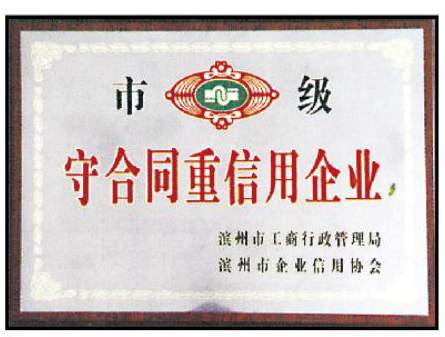 市 级
守合同重信用企业
滨州市工商行政管理局
滨州市企业信用协会